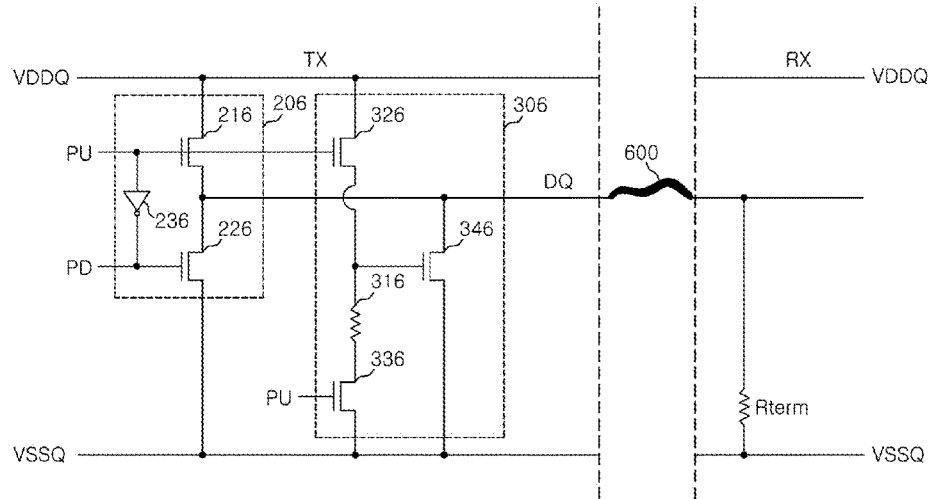 TX
RX
VDDQ
VDDQ
216
206
326
306
PU
600
DQ
236
226
346
PD
316
336
PU
Rterm
VSSQ
VSSQ